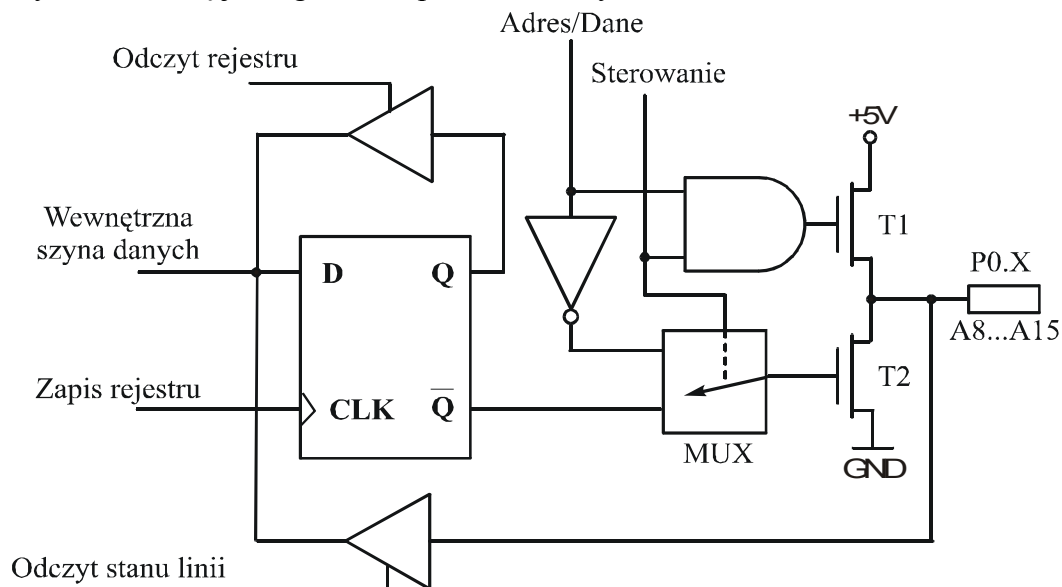 Adres/Dane
Odczyt rejestru
Sterowanie
+5V
Wewnętrzna
szyna danych
D
Q
T1
P0.X
A8...A15
Zapis rejestru
CLK
Q
T2
MUX
GND
Odczyt stanu linii